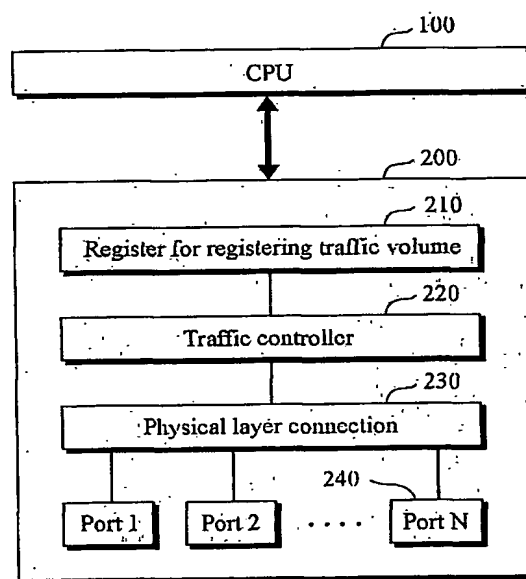 100
CPU
200
210
Register for registering traffic volume
220
Traffic controller
230
Physical layer connection
240
Port 1 Port 2 . . . . . Port N